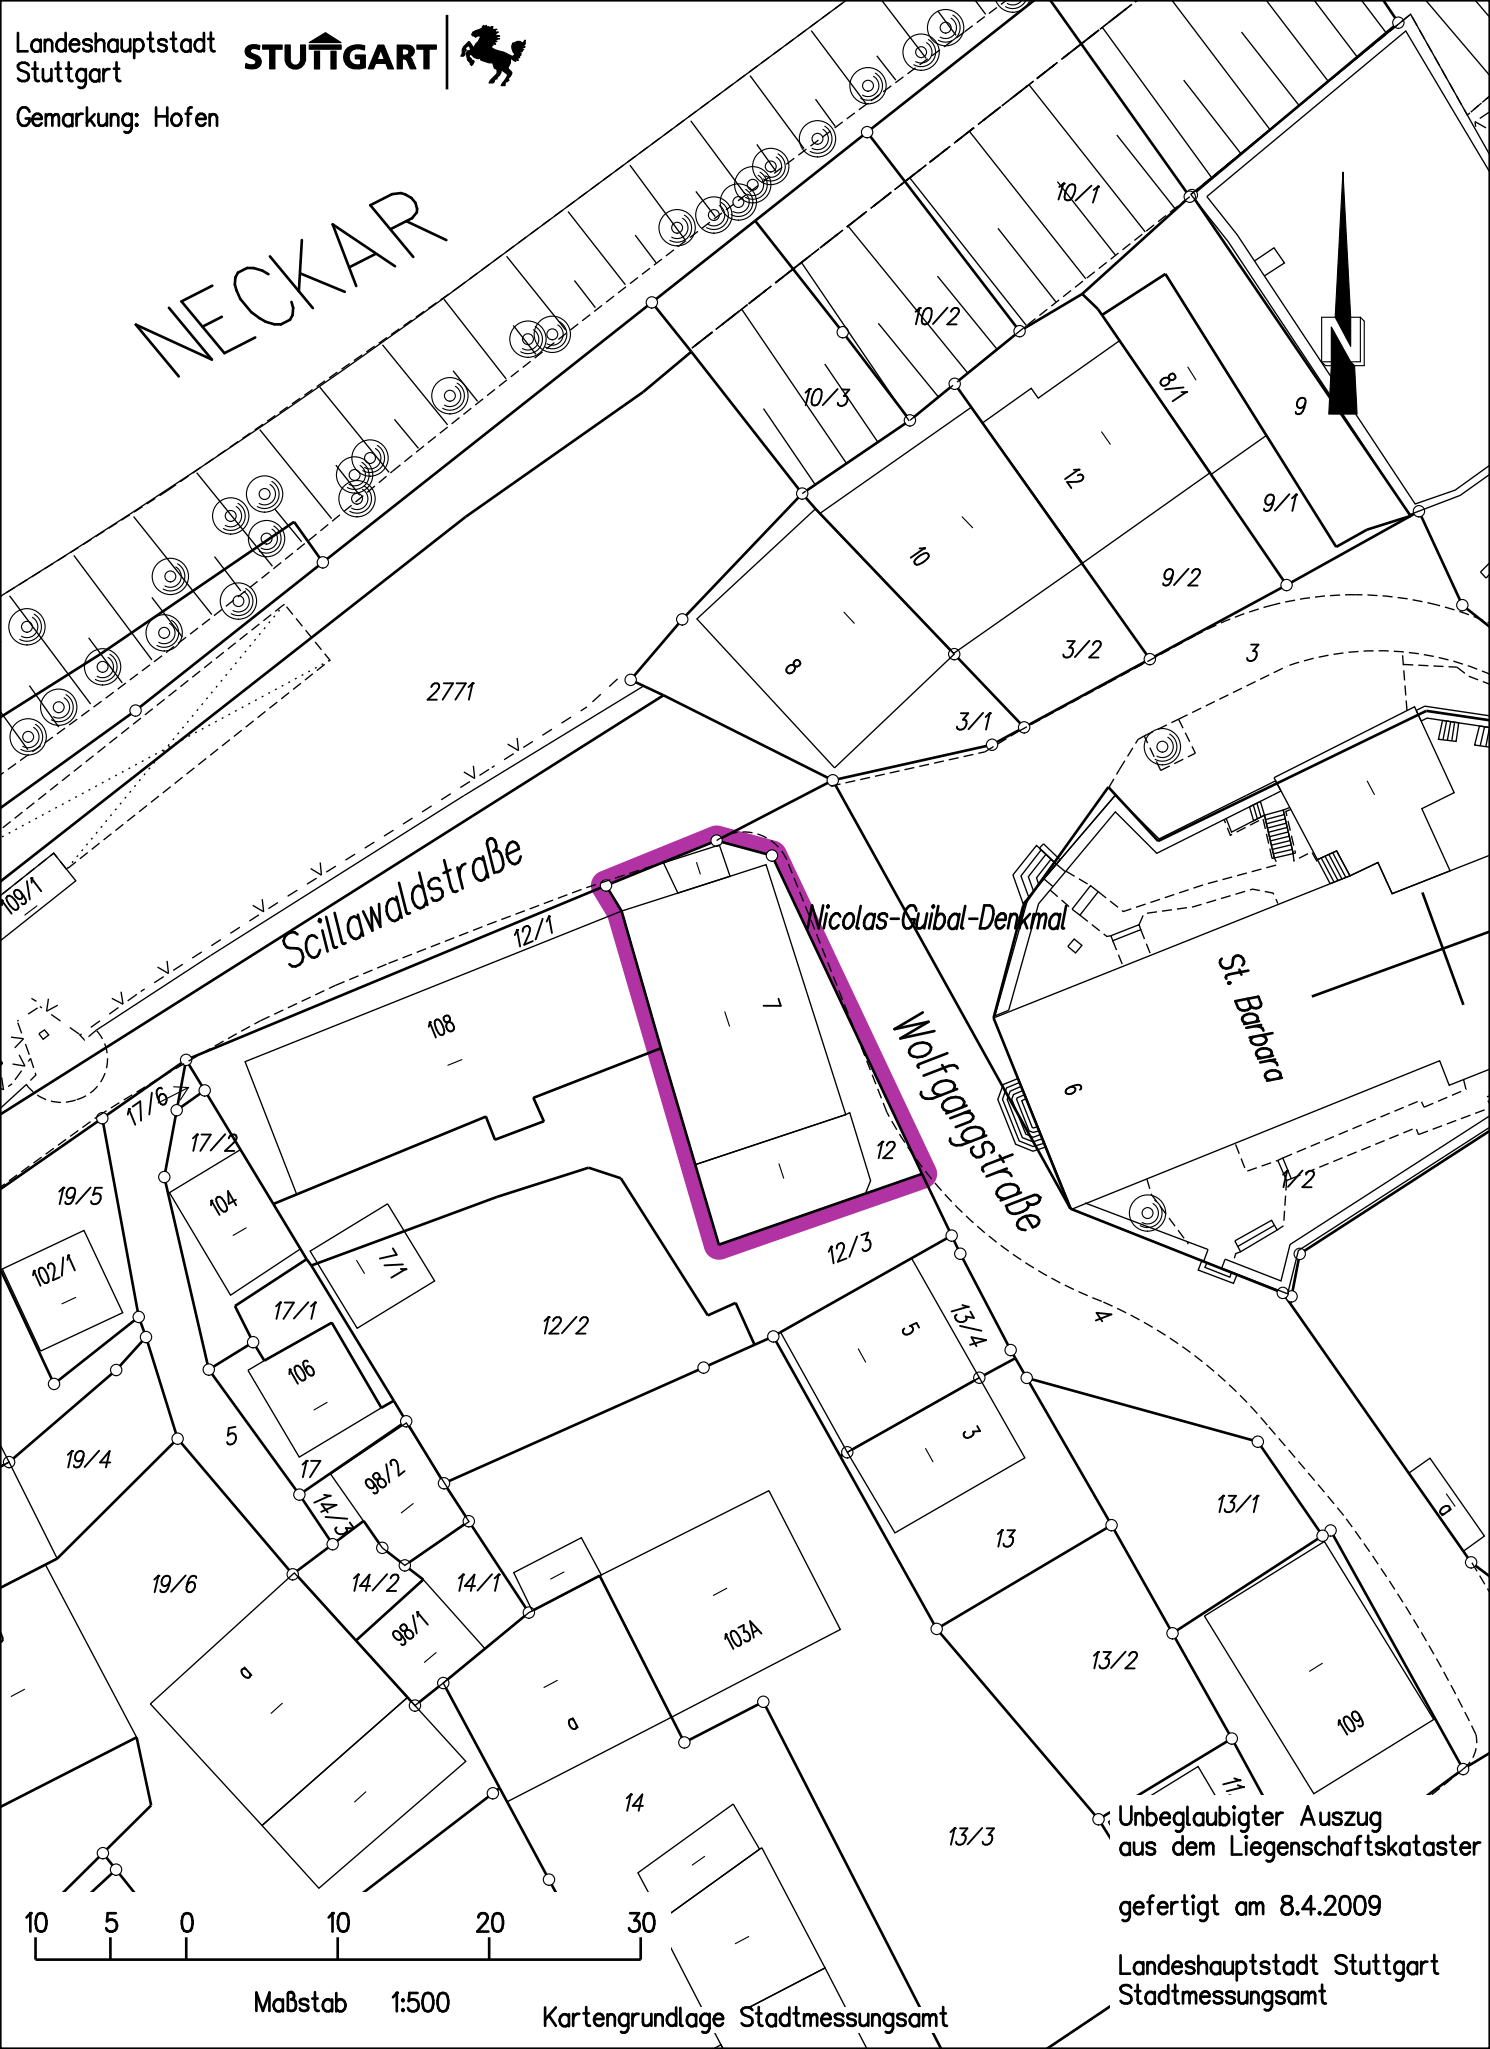 Landeshauptstadt
Stuttgart
STUTTGART
Gemarkung: Hofen
NECKAR
N
10/1
10/2
10/3
8/1
9
12
9/1
10
9/2
3/2
3
8
2771
3/1
109/1
Scillawaldstraße
12/1
Nicolas-Guibal-Denkmal
St. Barbara
7
108
Wolfgangstraße
6
17/6
17/2
12
1/2
19/5
104
12/3
102/1
7/1
17/1
12/2
5
13/4
4
106
5
3
19/4
17
98/2
14/3
13/1
a
13
19/6
14/2
14/1
98/1
103A
13/2
a
a
109
11
14
13/3
Unbeglaubigter Auszug
aus dem Liegenschaftskataster
gefertigt am 8.4.2009
Landeshauptstadt Stuttgart
Stadtmessungsamt
10 5 0 10 20 30
Maßstab 1:500
Kartengrundlage Stadtmessungsamt